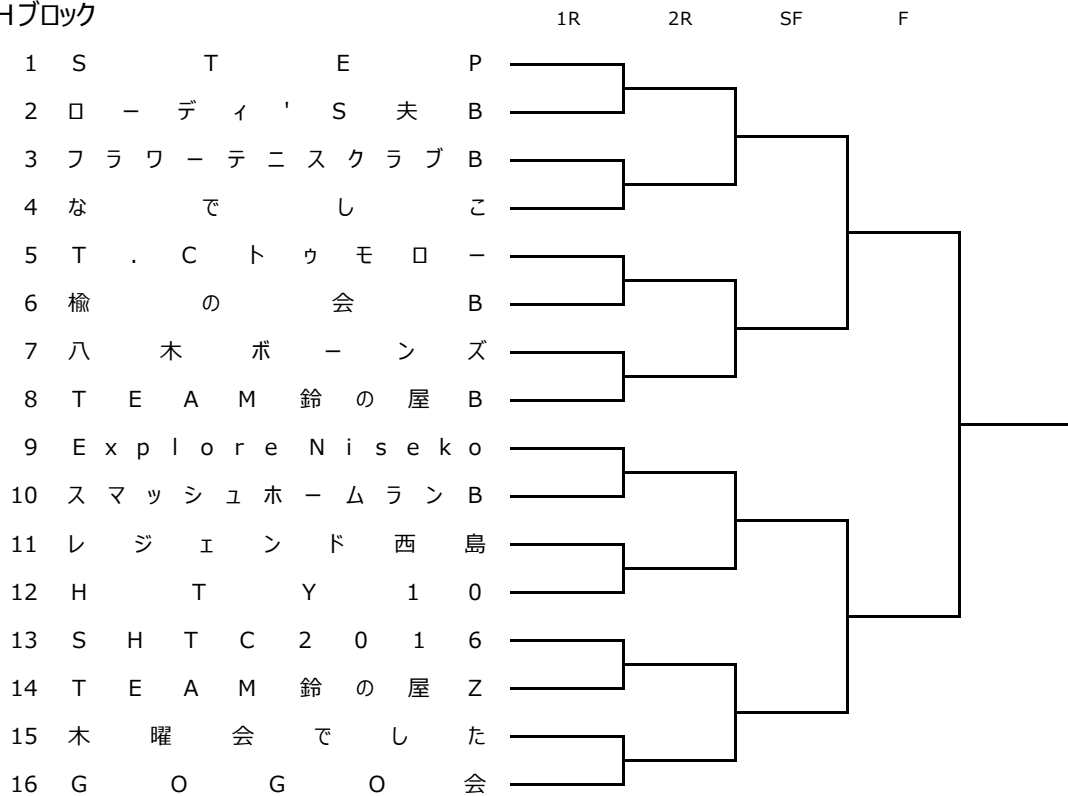 Hブロック 1R 2R SF F
1 STEP
2 ローディ'S夫B
3 フラワーテニスクラブB
4 なでしこ
5 T.Cトゥモロー
6 楡の会B
7 八木ボーンズ
8 TEAM鈴の屋B
9 Explore Niseko
10 スマッシュホームランB
11 レジェンド西島
12 HTY10
13 SHTC2016
14 TEAM鈴の屋Z
15 木曜会でした
16 GOGO会